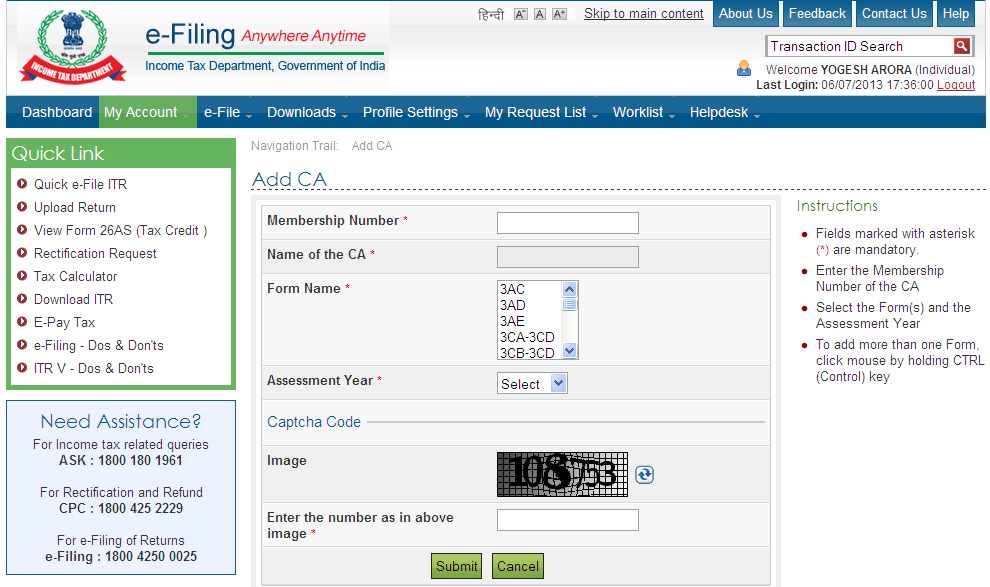 हिन्दी A- A A+ Skip to main content About Us Feedback Contact Us Help
e-Filing Anywhere Anytime
Income Tax Department, Government of India
INCOME TAX DEPARTMENT
Transaction ID Search
Welcome YOGESH ARORA (Individual)
Last Login: 06/07/2013 17:36:00 Logout
Dashboard My Account e-File Downloads Profile Settings My Request List Worklist Helpdesk
Quick Link
Quick e-File ITR
Upload Return
View Form 26AS (Tax Credit )
Rectification Request
Tax Calculator
Download ITR
E-Pay Tax
e-Filing - Dos & Don'ts
ITR V - Dos & Don'ts
Need Assistance?
For Income tax related queries
ASK : 1800 180 1961
For Rectification and Refund
CPC : 1800 425 2229
For e-Filing of Returns
e-Filing : 1800 4250 0025
Navigation Trail: Add CA
Add CA
Membership Number *
Name of the CA *
Form Name *
3AC
3AD
3AE
3CA-3CD
3CB-3CD
Assessment Year *
Select
Captcha Code
Image
108753
Enter the number as in above
image *
Submit Cancel
Instructions
Fields marked with asterisk
(*) are mandatory.
Enter the Membership
Number of the CA
Select the Form(s) and the
Assessment Year
To add more than one Form,
click mouse by holding CTRL
(Control) key